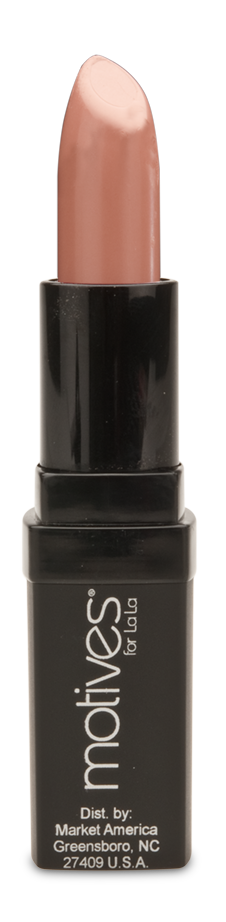 motives®
for La La
Dist. by:
Market America
Greensboro, NC
27409 U.S.A.